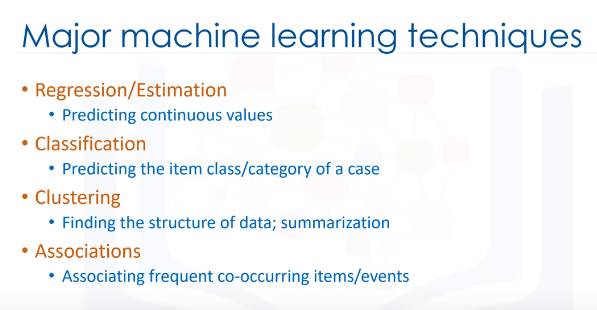 Major machine learning techniques
• Regression/Estimation
• Predicting continuous values
• Classification
• Predicting the item class/category of a case
• Clustering
• Finding the structure of data; summarization
• Associations
• Associating frequent co-occurring items/events